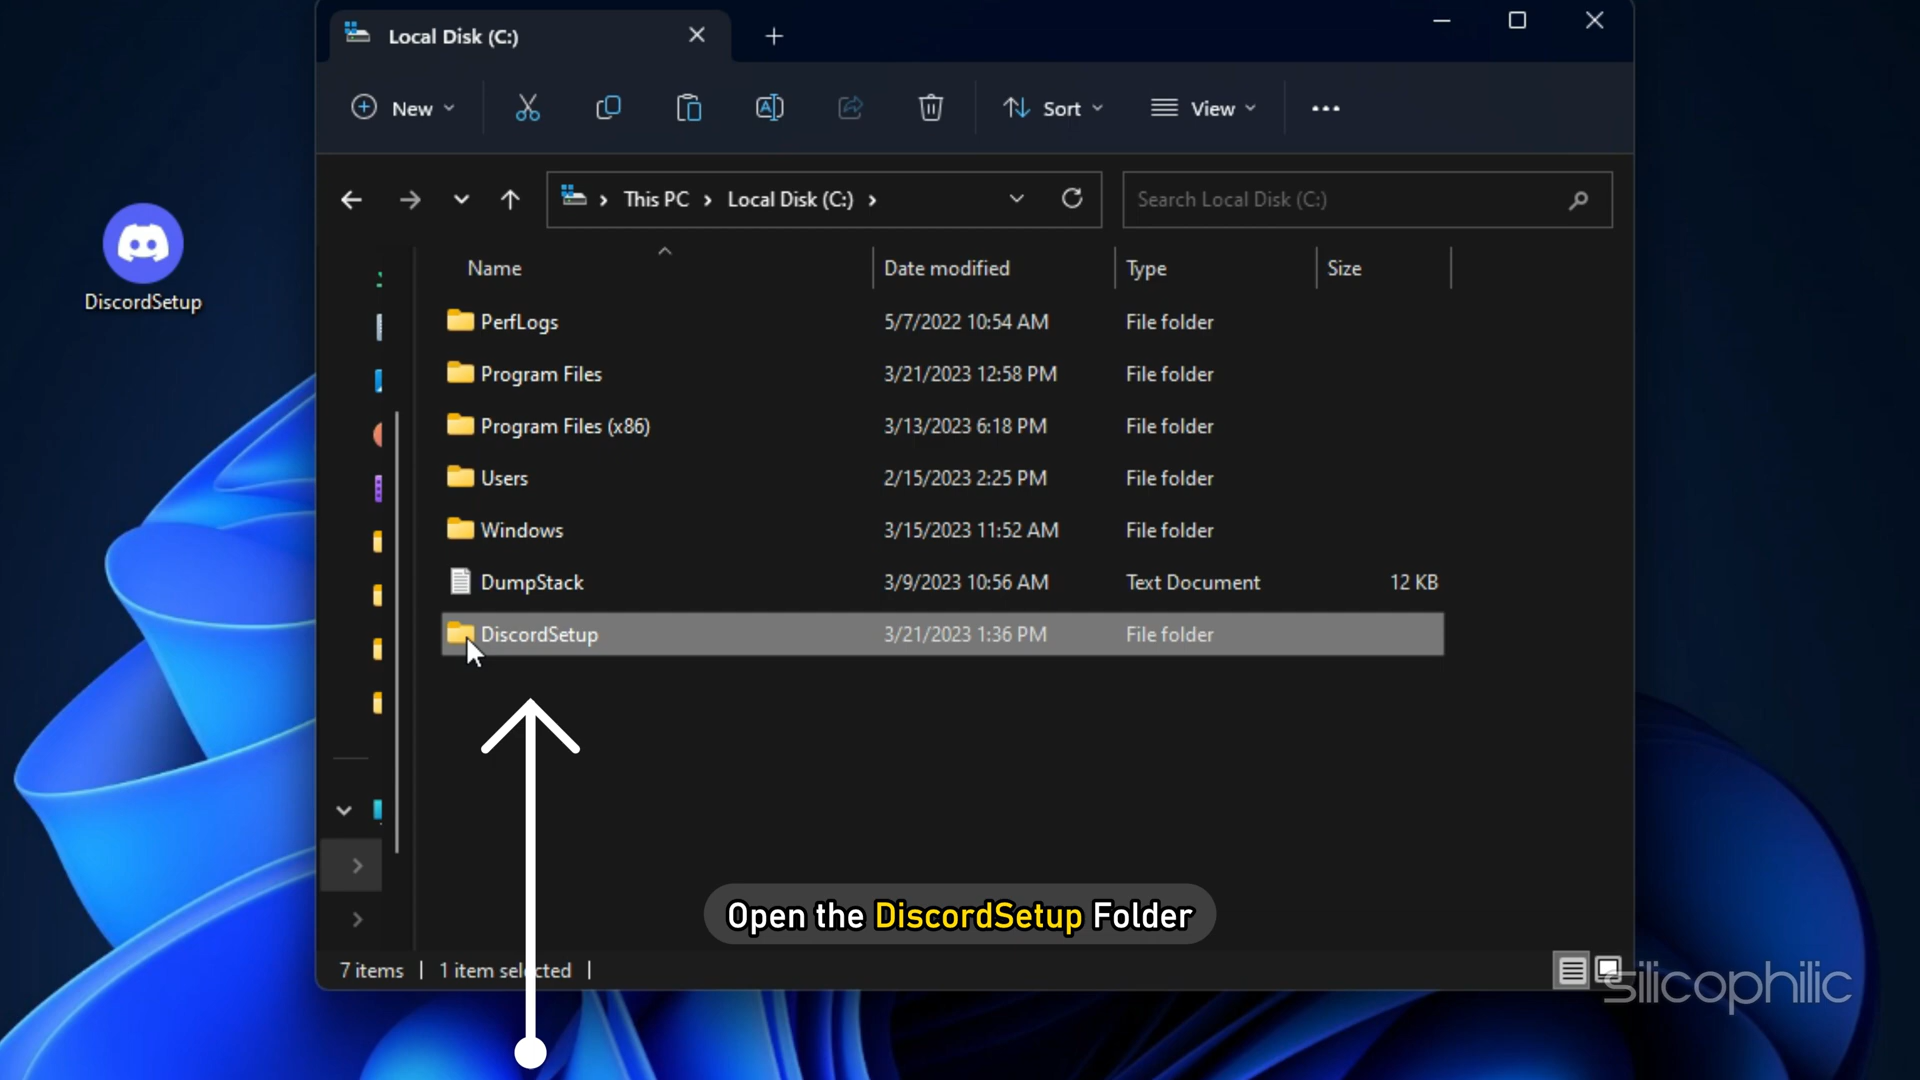 Local Disk (C:)
New
Sort
View
This PC
Local Disk (C:)
Search Local Disk (C:)
DiscordSetup
Name
Date modified
Type
Size
PerfLogs 5/7/2022 10:54 AM File folder
Program Files 3/21/2023 12:58 PM File folder
Program Files (x86) 3/13/2023 6:18 PM File folder
Users 2/15/2023 2:25 PM File folder
Windows 3/15/2023 11:52 AM File folder
DumpStack 3/9/2023 10:56 AM Text Document 12 KB
DiscordSetup 3/21/2023 1:36 PM File folder
Open the DiscordSetup Folder
7 items
1 item selected
silicophilic